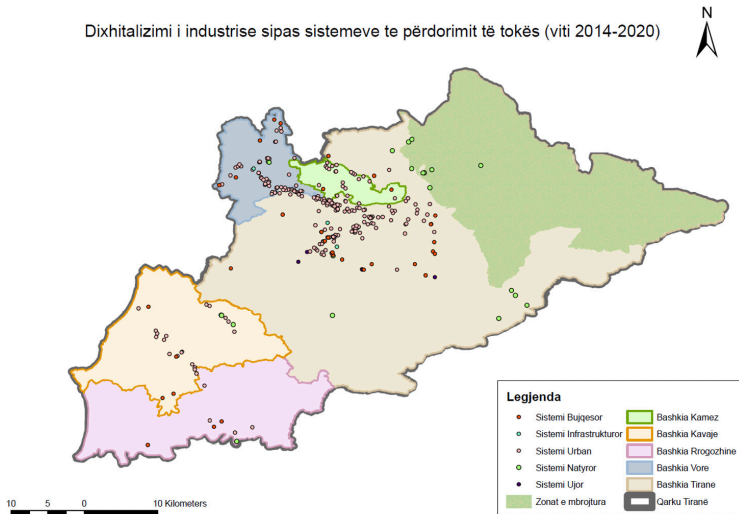 N
Dixhitalizimi i industrise sipas sistemeve te përdorimit të tokës (viti 2014-2020)
Legjenda
Sistemi Bujqesor
Sistemi Infrastrukturor
Sistemi Urban
Sistemi Natyror
Sistemi Ujor
Zonat e mbrojtura
Bashkia Kamez
Bashkia Kavaje
Bashkia Rrogozhine
Bashkia Vore
Bashkia Tirane
Qarku Tiranë
10 5 0 10 Kilometers